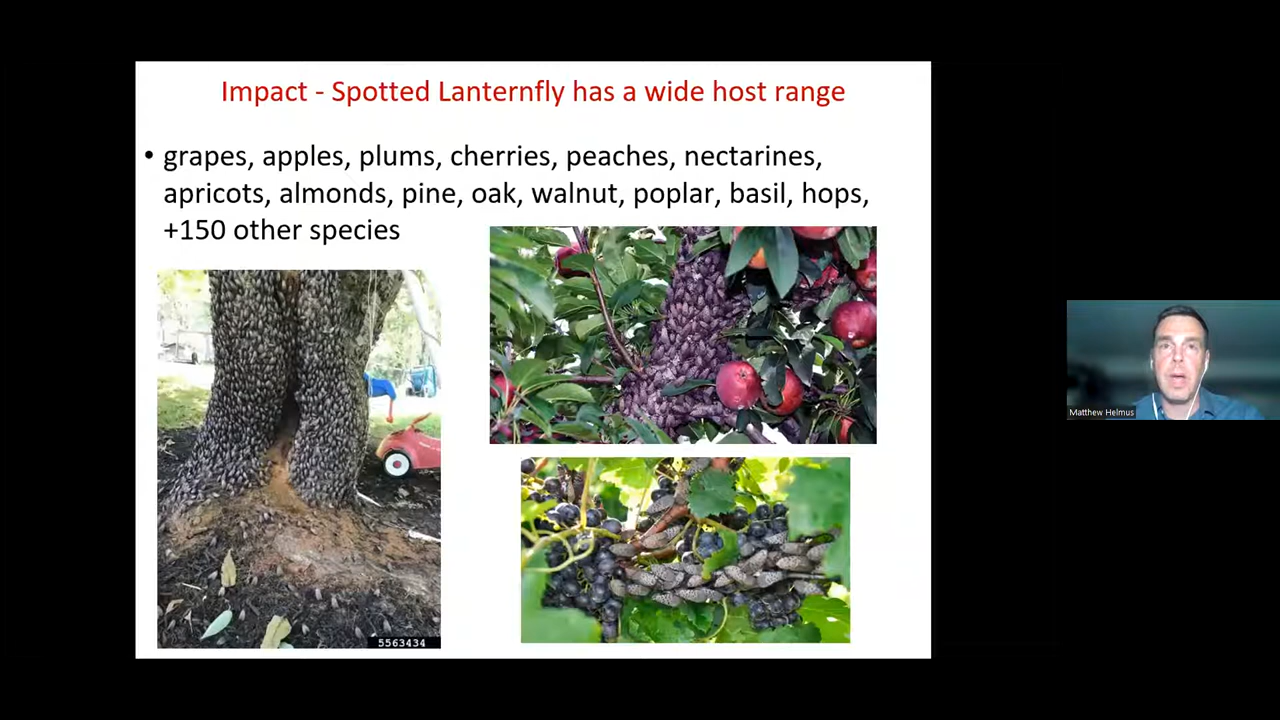 Impact - Spotted Lanternfly has a wide host range
• grapes, apples, plums, cherries, peaches, nectarines,
apricots, almonds, pine, oak, walnut, poplar, basil, hops,
+150 other species
5563434
Matthew Helmus